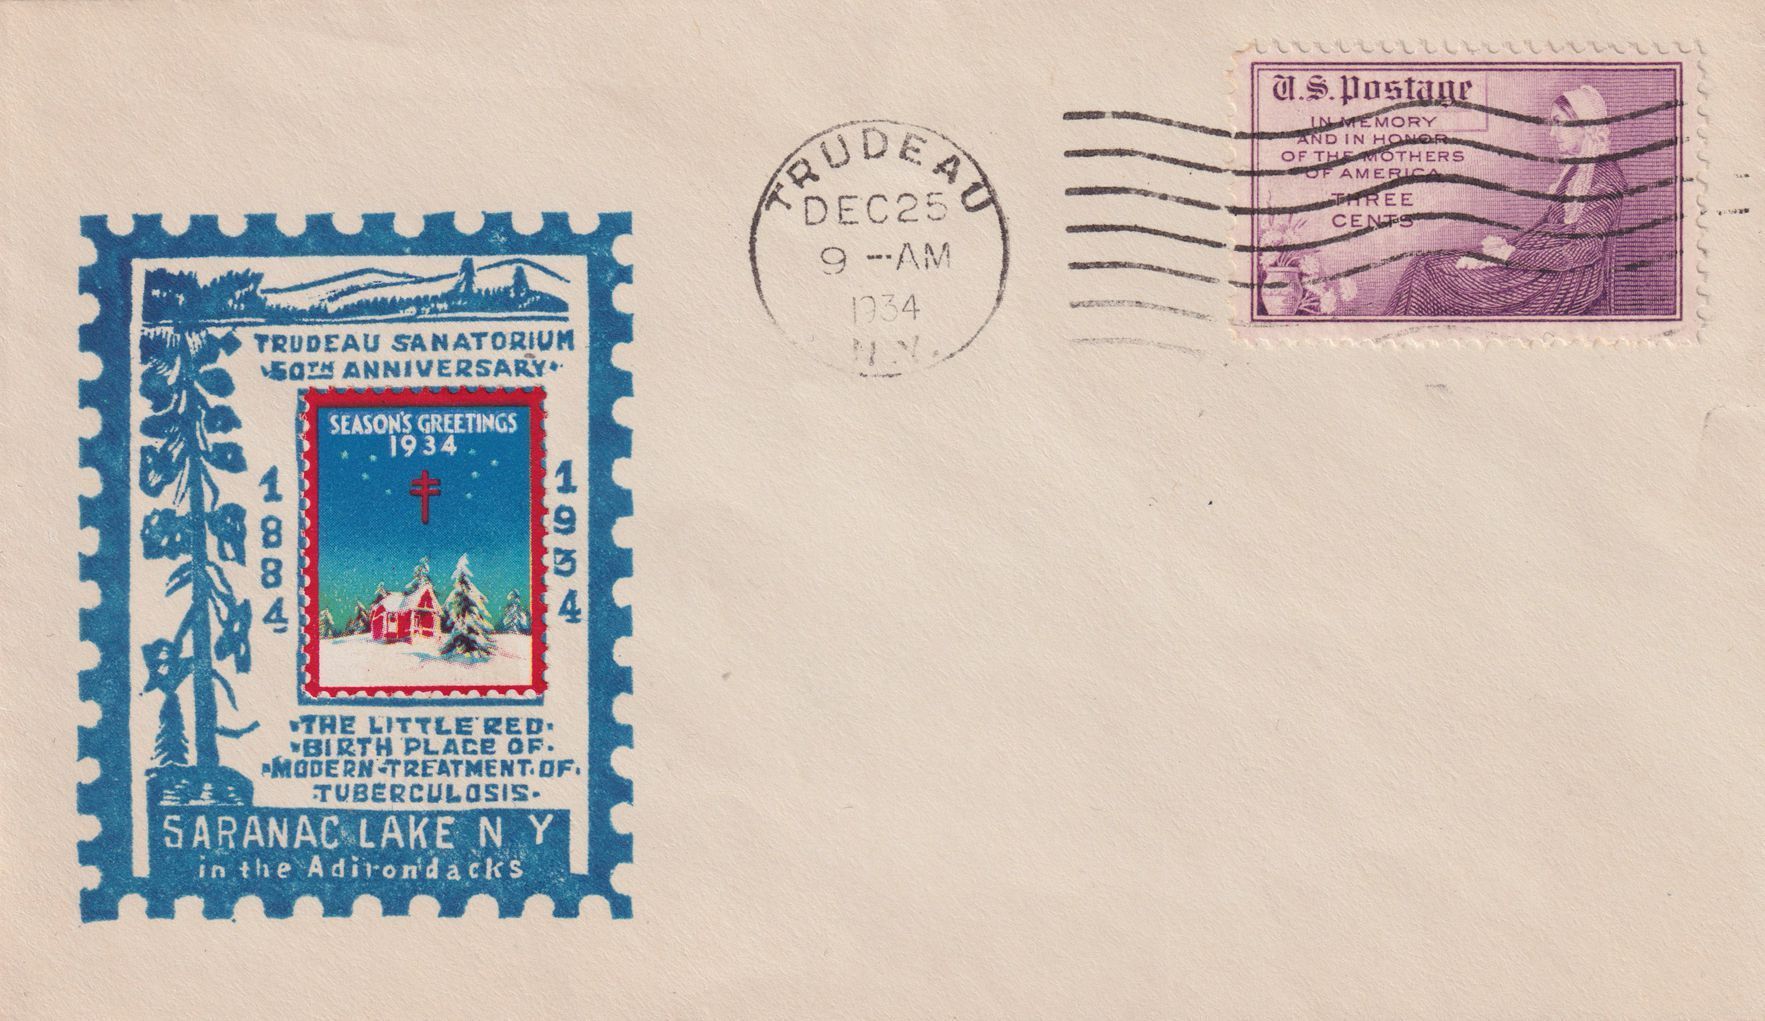 U.S. Postage
IN MEMORY
AND IN HONOR
OF THE MOTHERS
OF AMERICA
THREE
CENTS
TRUDEAU
DEC 25
9 -AM
1934
N.Y.
TRUDEAU SANATORIUM
50TH ANNIVERSARY
SEASON'S GREETINGS
1934
1884
1934
THE LITTLE RED
BIRTH PLACE OF
MODERN TREATMENT OF
TUBERCULOSIS
SARANAC LAKE N Y
in the Adirondacks